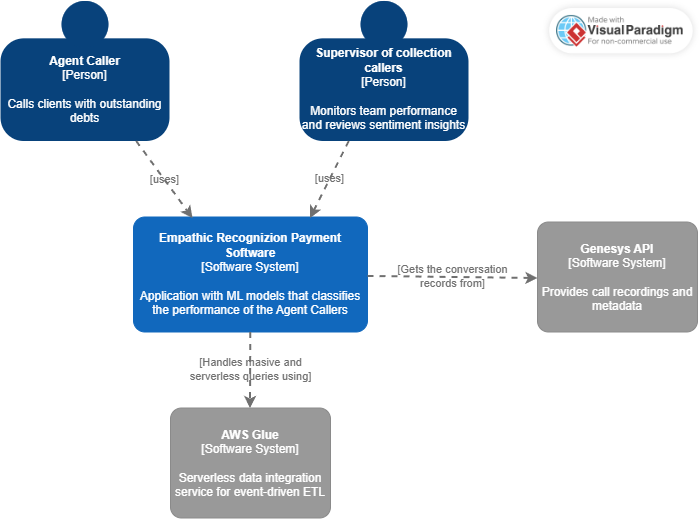 Made with
Visual Paradigm
For non-commercial use
Agent Caller
[Person]
Calls clients with outstanding
debts
Supervisor of collection
callers
[Person]
Monitors team performance
and reviews sentiment insights
[uses]
[uses]
Empathic Recognizion Payment
Software
[Software System]
Application with ML models that classifies
the performance of the Agent Callers
[Gets the conversation
records from]
Genesys API
[Software System]
Provides call recordings and
metadata
[Handles masive and
serverless queries using]
AWS Glue
[Software System]
Serverless data integration
service for event-driven ETL